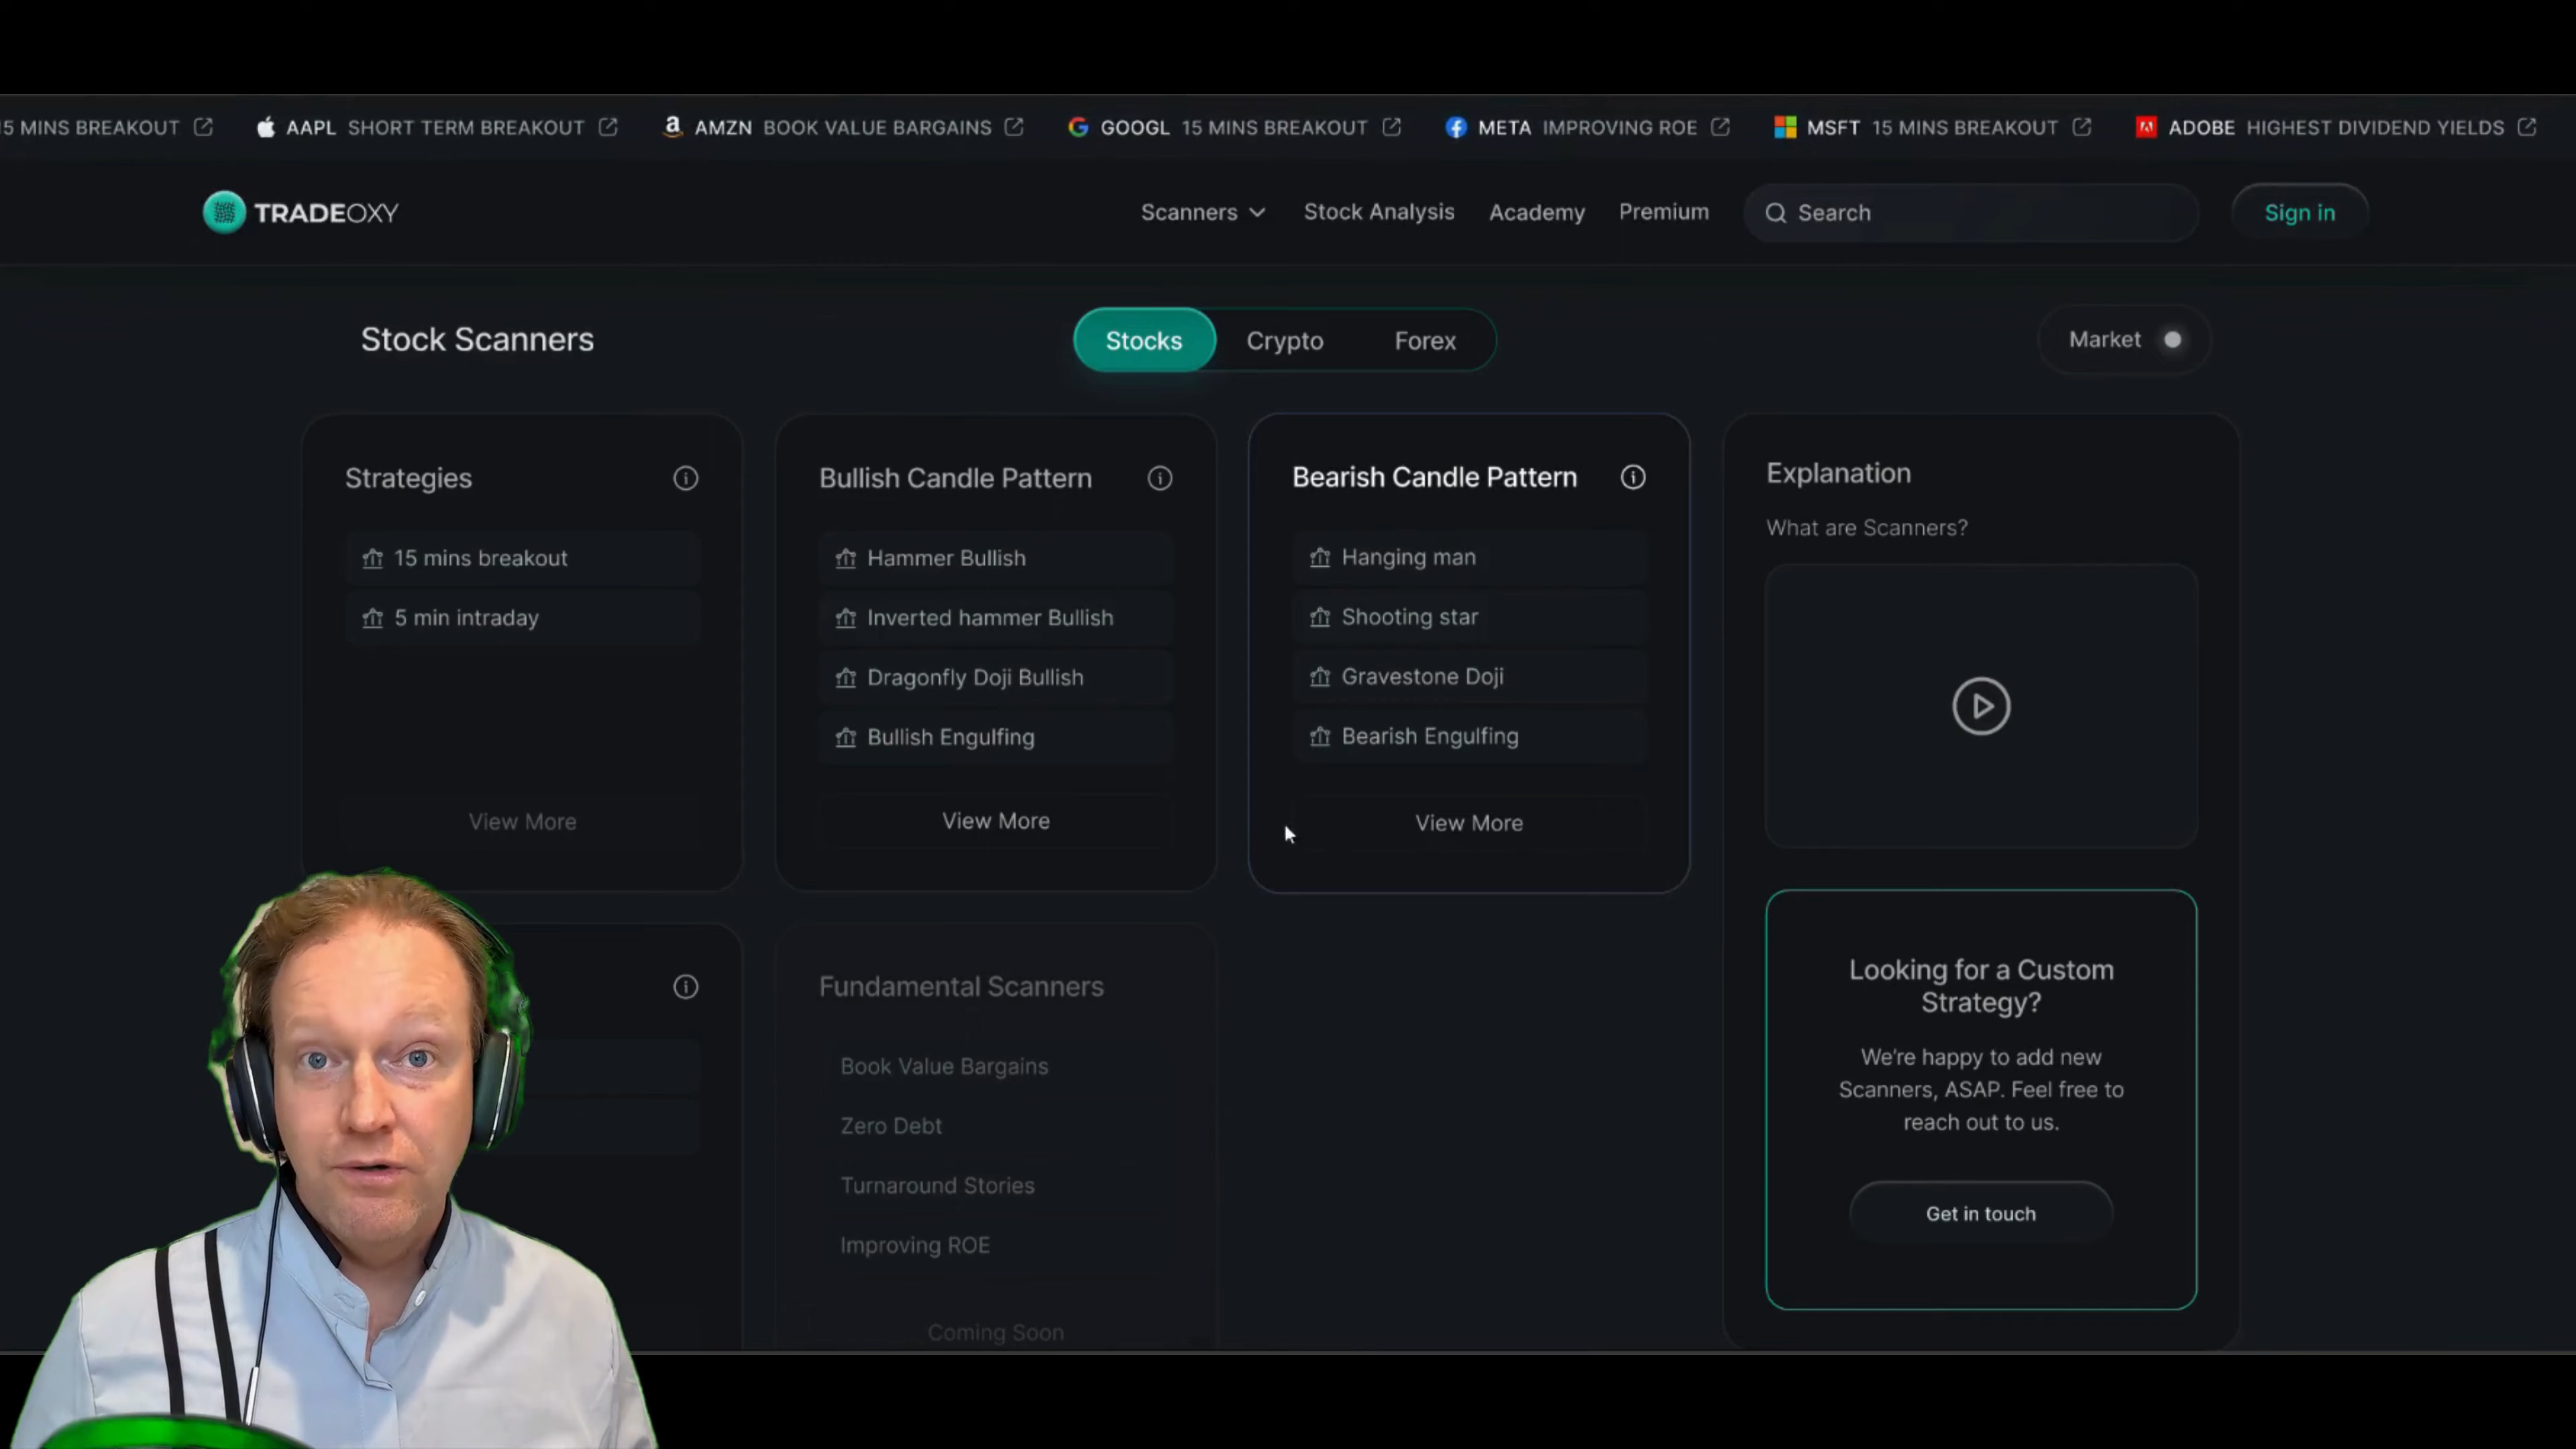 15 MINS BREAKOUT AAPL SHORT TERM BREAKOUT AMZN BOOK VALUE BARGAINS GOOGL 15 MINS BREAKOUT META IMPROVING ROE MSFT 15 MINS BREAKOUT ADOBE HIGHEST DIVIDEND YIELDS
TRADEOXY Scanners Stock Analysis Academy Premium Search Sign in
Stock Scanners Stocks Crypto Forex Market
Strategies
15 mins breakout
5 min intraday
View More
Bullish Candle Pattern
Hammer Bullish
Inverted hammer Bullish
Dragonfly Doji Bullish
Bullish Engulfing
View More
Bearish Candle Pattern
Hanging man
Shooting star
Gravestone Doji
Bearish Engulfing
View More
Explanation
What are Scanners?
Fundamental Scanners
Book Value Bargains
Zero Debt
Turnaround Stories
Improving ROE
Coming Soon
Looking for a Custom
Strategy?
We're happy to add new
Scanners, ASAP. Feel free to
reach out to us.
Get in touch